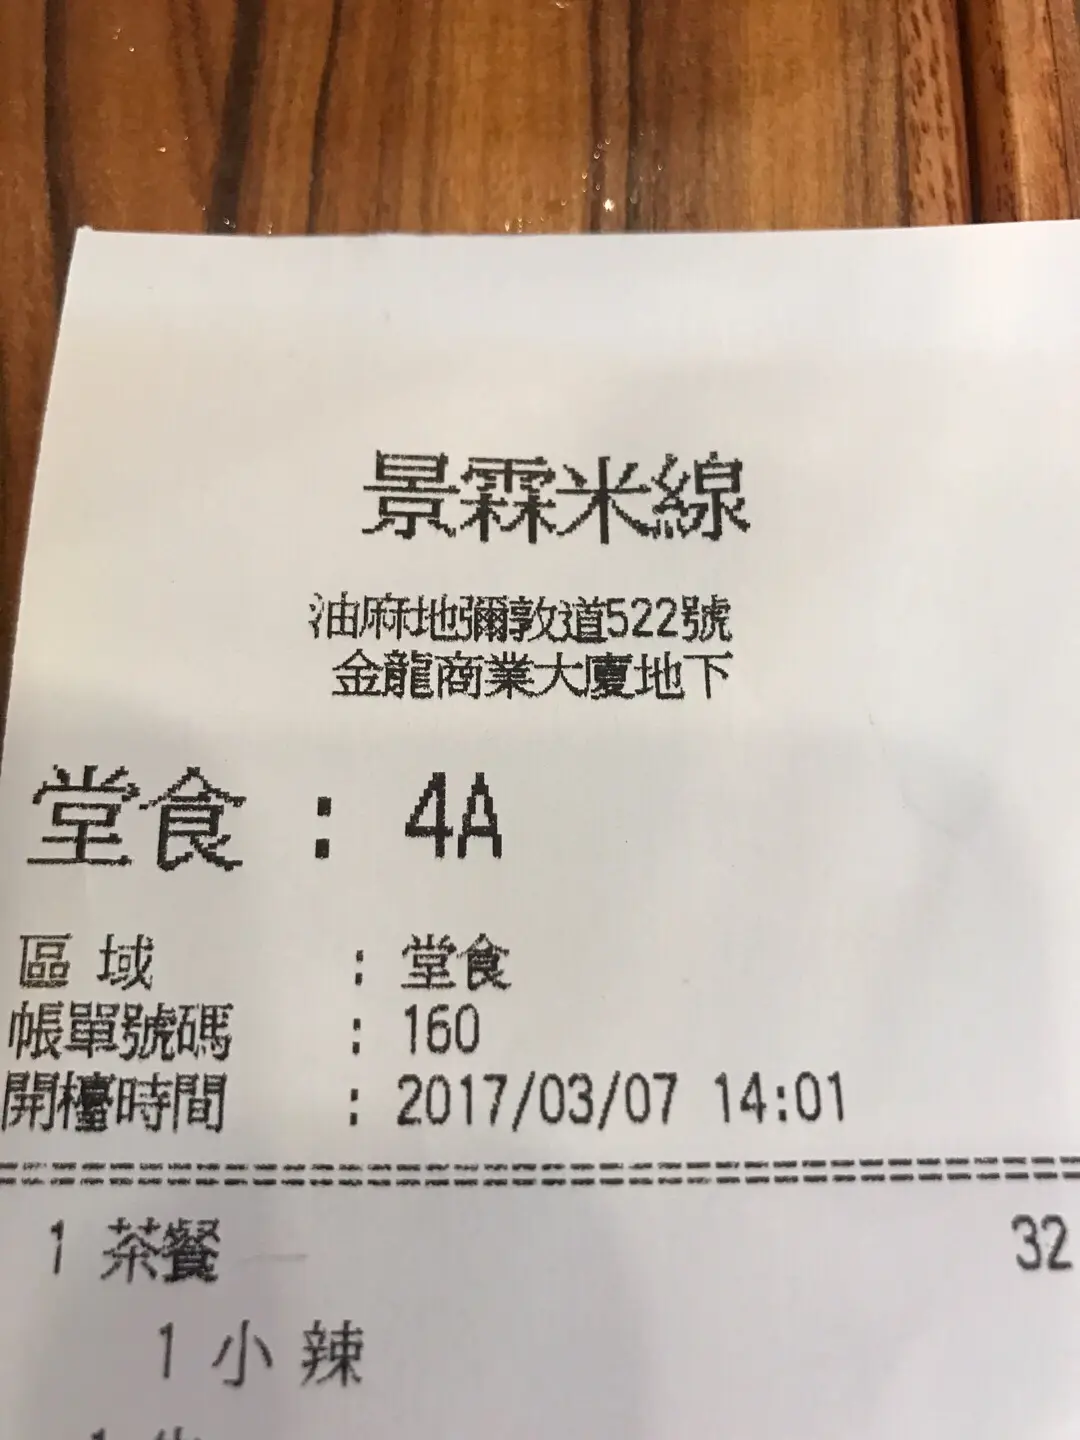 景霖米線
油麻地彌敦道522號
金龍商業大廈地下
堂食 : 4A
區 域 : 堂食
帳單號碼 : 160
開檯時間 : 2017/03/07 14:01
1 茶餐 32
1 小 辣